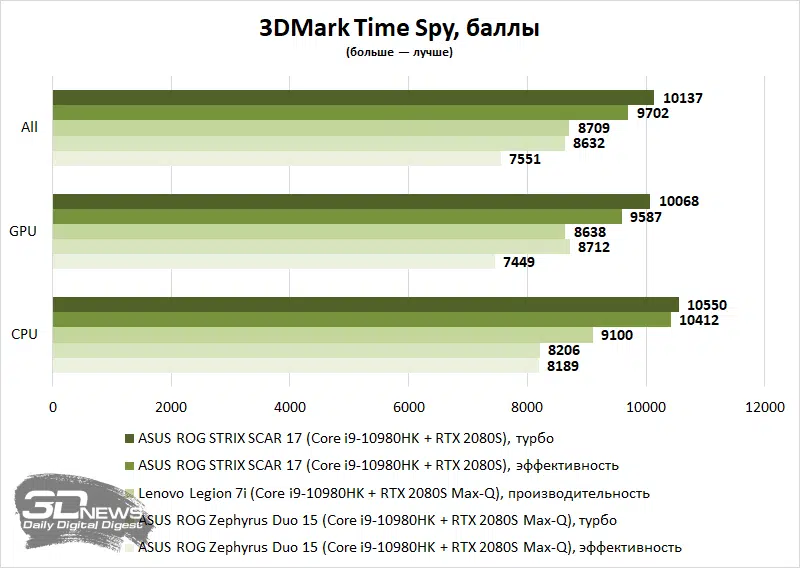 3DMark Time Spy, баллы
(больше — лучше)
All
10137
9702
8709
8632
7551
GPU
10068
9587
8638
8712
7449
CPU
10550
10412
9100
8206
8189
0 2000 4000 6000 8000 10000 12000
ASUS ROG STRIX SCAR 17 (Core i9-10980HK + RTX 2080S), турбо
ASUS ROG STRIX SCAR 17 (Core i9-10980HK + RTX 2080S), эффективность
Lenovo Legion 7i (Core i9-10980HK + RTX 2080S Max-Q), производительность
ASUS ROG Zephyrus Duo 15 (Core i9-10980HK + RTX 2080S Max-Q), турбо
ASUS ROG Zephyrus Duo 15 (Core i9-10980HK + RTX 2080S Max-Q), эффективность
3DNEWS
Daily Digital Digest